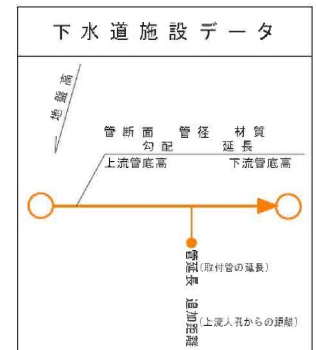 下水道施設データ
地盤高
管断面 管径 材質
勾配 延長
上流管底高 下流管底高
管延長 (取付管の延長)
追加距離 (上流人孔からの距離)